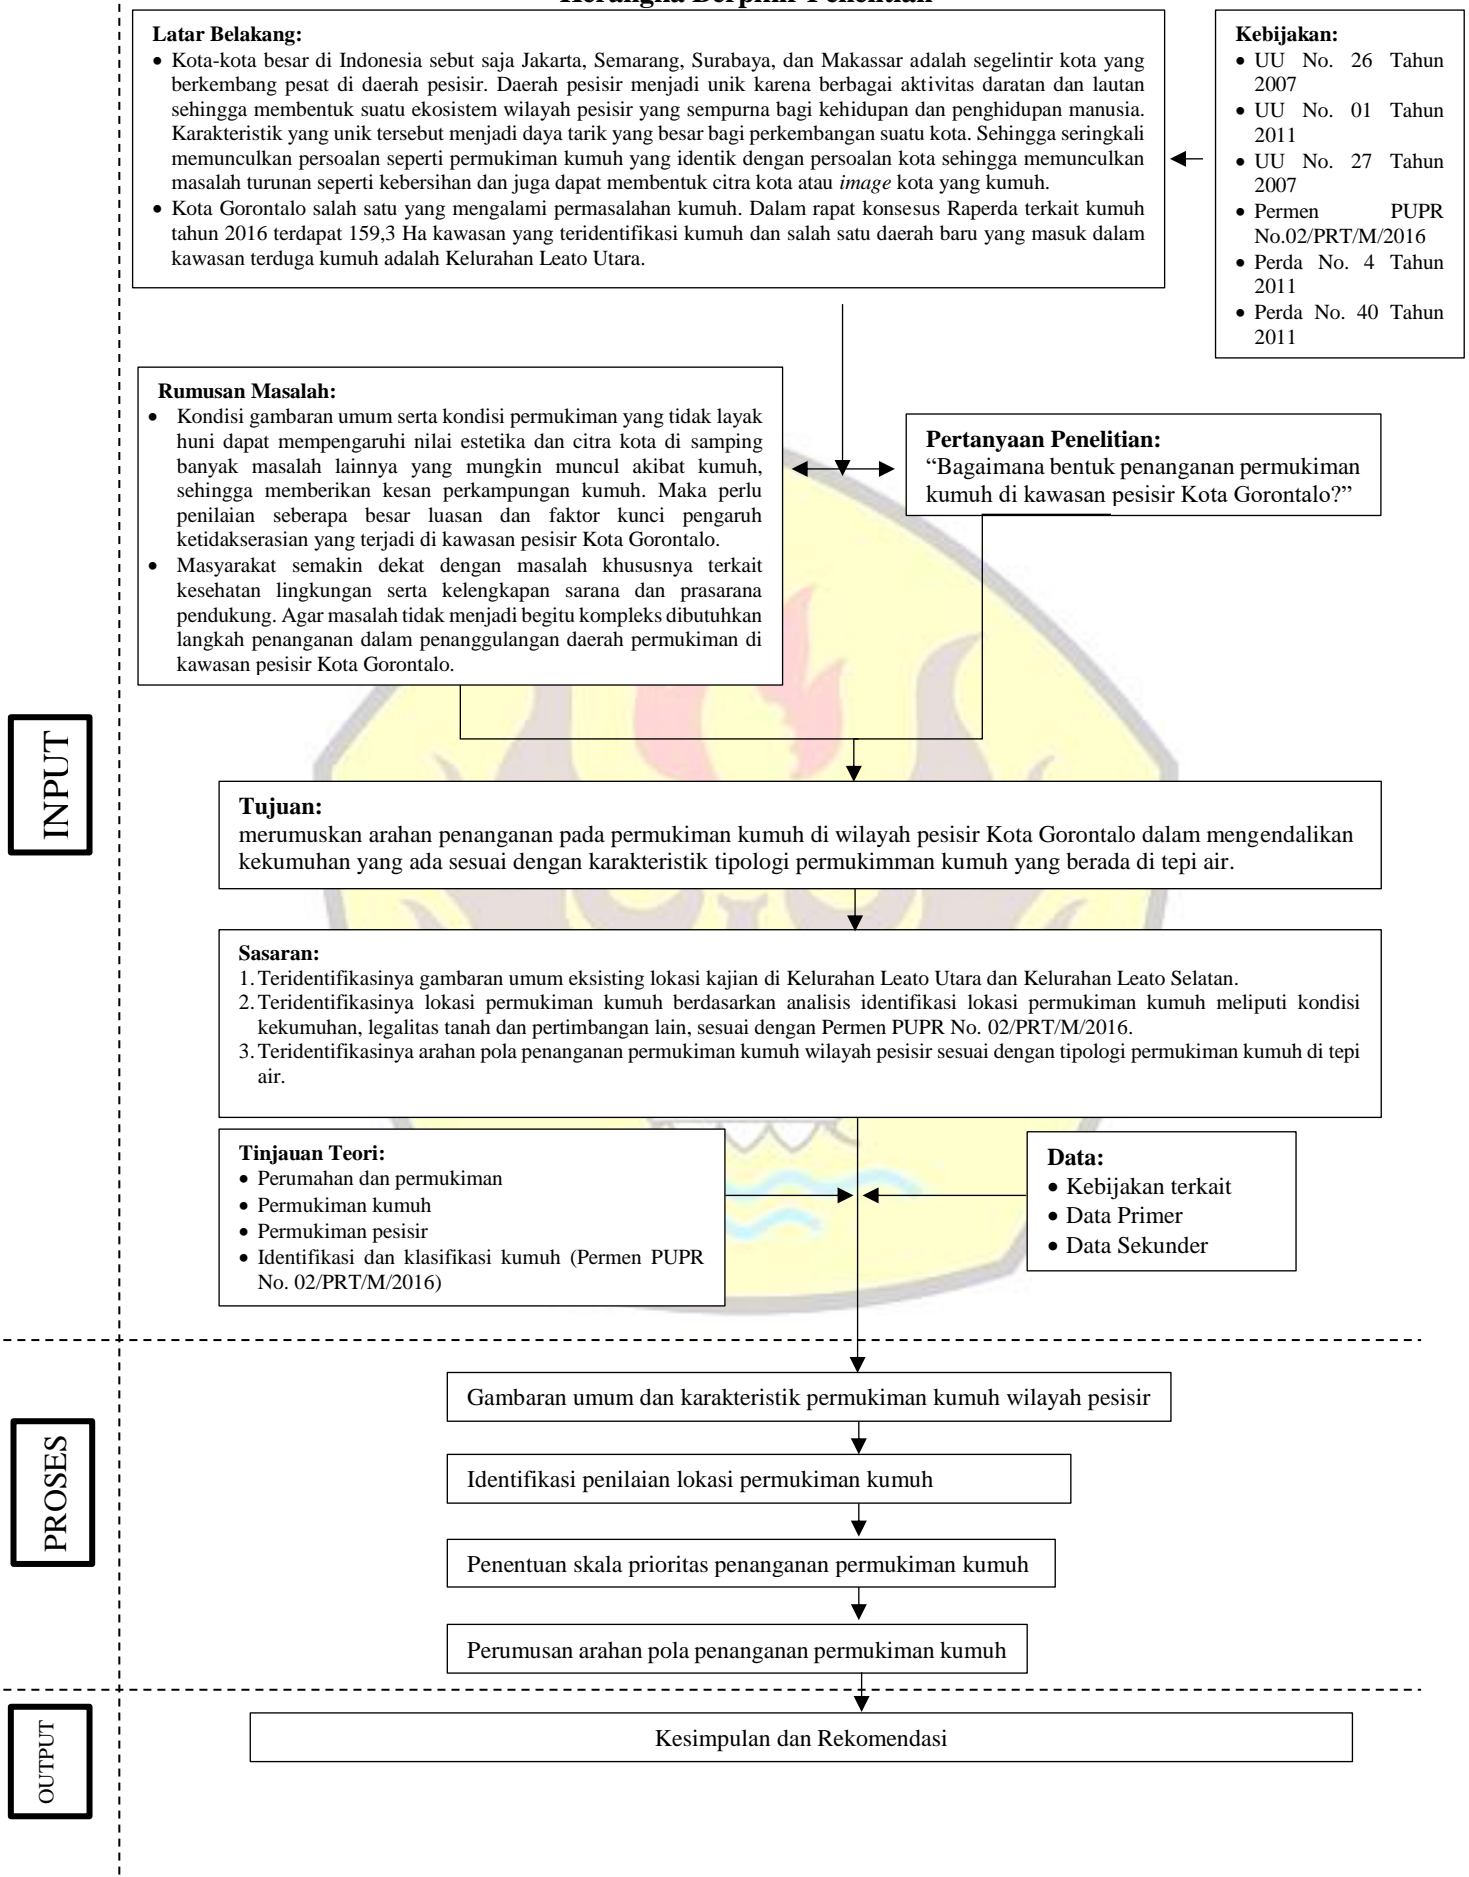 Kerangka Berpikir Penelitian
Latar Belakang:
• Kota-kota besar di Indonesia sebut saja Jakarta, Semarang, Surabaya, dan Makassar adalah segelintir kota yang
berkembang pesat di daerah pesisir. Daerah pesisir menjadi unik karena berbagai aktivitas daratan dan lautan
sehingga membentuk suatu ekosistem wilayah pesisir yang sempurna bagi kehidupan dan penghidupan manusia.
Karakteristik yang unik tersebut menjadi daya tarik yang besar bagi perkembangan suatu kota. Sehingga seringkali
memunculkan persoalan seperti permukiman kumuh yang identik dengan persoalan kota sehingga memunculkan
masalah turunan seperti kebersihan dan juga dapat membentuk citra kota atau image kota yang kumuh.
• Kota Gorontalo salah satu yang mengalami permasalahan kumuh. Dalam rapat konsesus Raperda terkait kumuh
tahun 2016 terdapat 159,3 Ha kawasan yang teridentifikasi kumuh dan salah satu daerah baru yang masuk dalam
kawasan terduga kumuh adalah Kelurahan Leato Utara.
Kebijakan:
• UU No. 26 Tahun
2007
• UU No. 01 Tahun
2011
• UU No. 27 Tahun
2007
• Permen PUPR
No.02/PRT/M/2016
• Perda No. 4 Tahun
2011
• Perda No. 40 Tahun
2011
Rumusan Masalah:
• Kondisi gambaran umum serta kondisi permukiman yang tidak layak
huni dapat mempengaruhi nilai estetika dan citra kota di samping
banyak masalah lainnya yang mungkin muncul akibat kumuh,
sehingga memberikan kesan perkampungan kumuh. Maka perlu
penilaian seberapa besar luasan dan faktor kunci pengaruh
ketidakserasian yang terjadi di kawasan pesisir Kota Gorontalo.
• Masyarakat semakin dekat dengan masalah khususnya terkait
kesehatan lingkungan serta kelengkapan sarana dan prasarana
pendukung. Agar masalah tidak menjadi begitu kompleks dibutuhkan
langkah penanganan dalam penanggulangan daerah permukiman di
kawasan pesisir Kota Gorontalo.
Pertanyaan Penelitian:
“Bagaimana bentuk penanganan permukiman
kumuh di kawasan pesisir Kota Gorontalo?”
INPUT
Tujuan:
merumuskan arahan penanganan pada permukiman kumuh di wilayah pesisir Kota Gorontalo dalam mengendalikan
kekumuhan yang ada sesuai dengan karakteristik tipologi permukimman kumuh yang berada di tepi air.
Sasaran:
1. Teridentifikasinya gambaran umum eksisting lokasi kajian di Kelurahan Leato Utara dan Kelurahan Leato Selatan.
2. Teridentifikasinya lokasi permukiman kumuh berdasarkan analisis identifikasi lokasi permukiman kumuh meliputi kondisi
kekumuhan, legalitas tanah dan pertimbangan lain, sesuai dengan Permen PUPR No. 02/PRT/M/2016.
3. Teridentifikasinya arahan pola penanganan permukiman kumuh wilayah pesisir sesuai dengan tipologi permukiman kumuh di tepi
air.
Tinjauan Teori:
• Perumahan dan permukiman
• Permukiman kumuh
• Permukiman pesisir
• Identifikasi dan klasifikasi kumuh (Permen PUPR
No. 02/PRT/M/2016)
Data:
• Kebijakan terkait
• Data Primer
• Data Sekunder
PROSES
Gambaran umum dan karakteristik permukiman kumuh wilayah pesisir
Identifikasi penilaian lokasi permukiman kumuh
Penentuan skala prioritas penanganan permukiman kumuh
Perumusan arahan pola penanganan permukiman kumuh
OUTPUT
Kesimpulan dan Rekomendasi